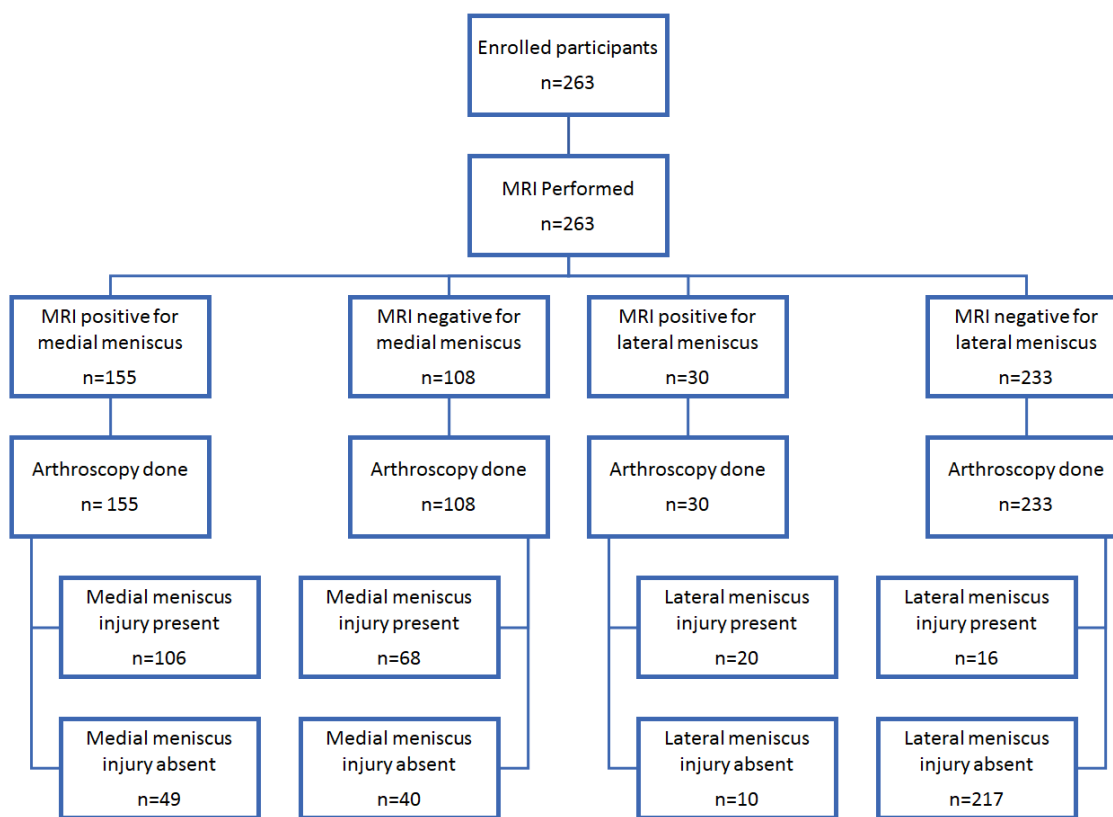 Enrolled participants
n=263
MRI Performed
n=263
MRI positive for
medial meniscus
n=155
MRI negative for
medial meniscus
n=108
MRI positive for
lateral meniscus
n=30
MRI negative for
lateral meniscus
n=233
Arthroscopy done
n= 155
Arthroscopy done
n=108
Arthroscopy done
n=30
Arthroscopy done
n=233
Medial meniscus
injury present
n=106
Medial meniscus
injury present
n=68
Lateral meniscus
injury present
n=20
Lateral meniscus
injury present
n=16
Medial meniscus
injury absent
n=49
Medial meniscus
injury absent
n=40
Lateral meniscus
injury absent
n=10
Lateral meniscus
injury absent
n=217